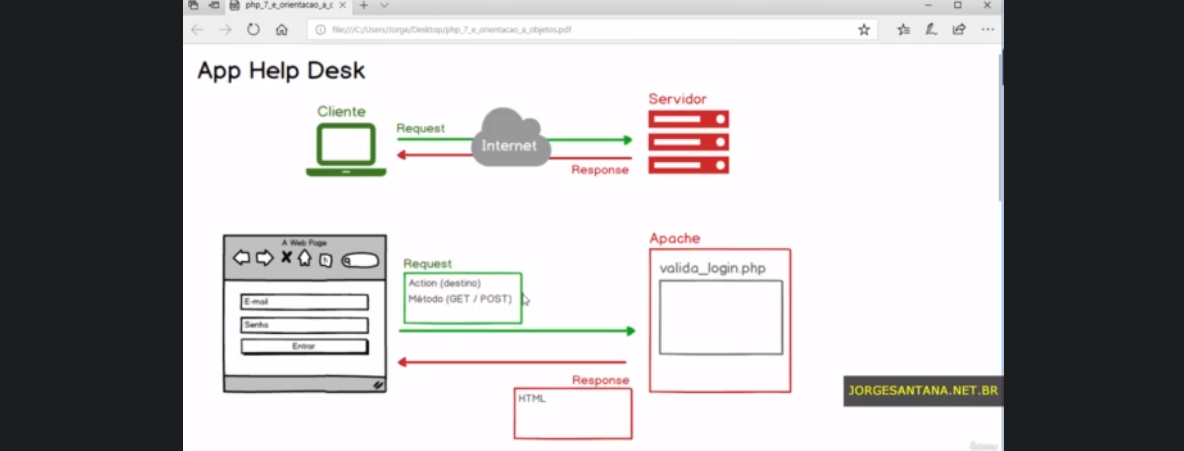 php_7_e_orientacao_a_c
file:///C:/Users/Jorge/Desktop/php_7_e_orientacao_a_objetos.pdf
App Help Desk
Cliente
Servidor
Request
Internet
Response
A Web Page
Apache
Request
valida_login.php
Action (destino)
Método (GET / POST)
E-mail
Senha
Entrar
Response
HTML
JORGESANTANA.NET.BR
Udemy